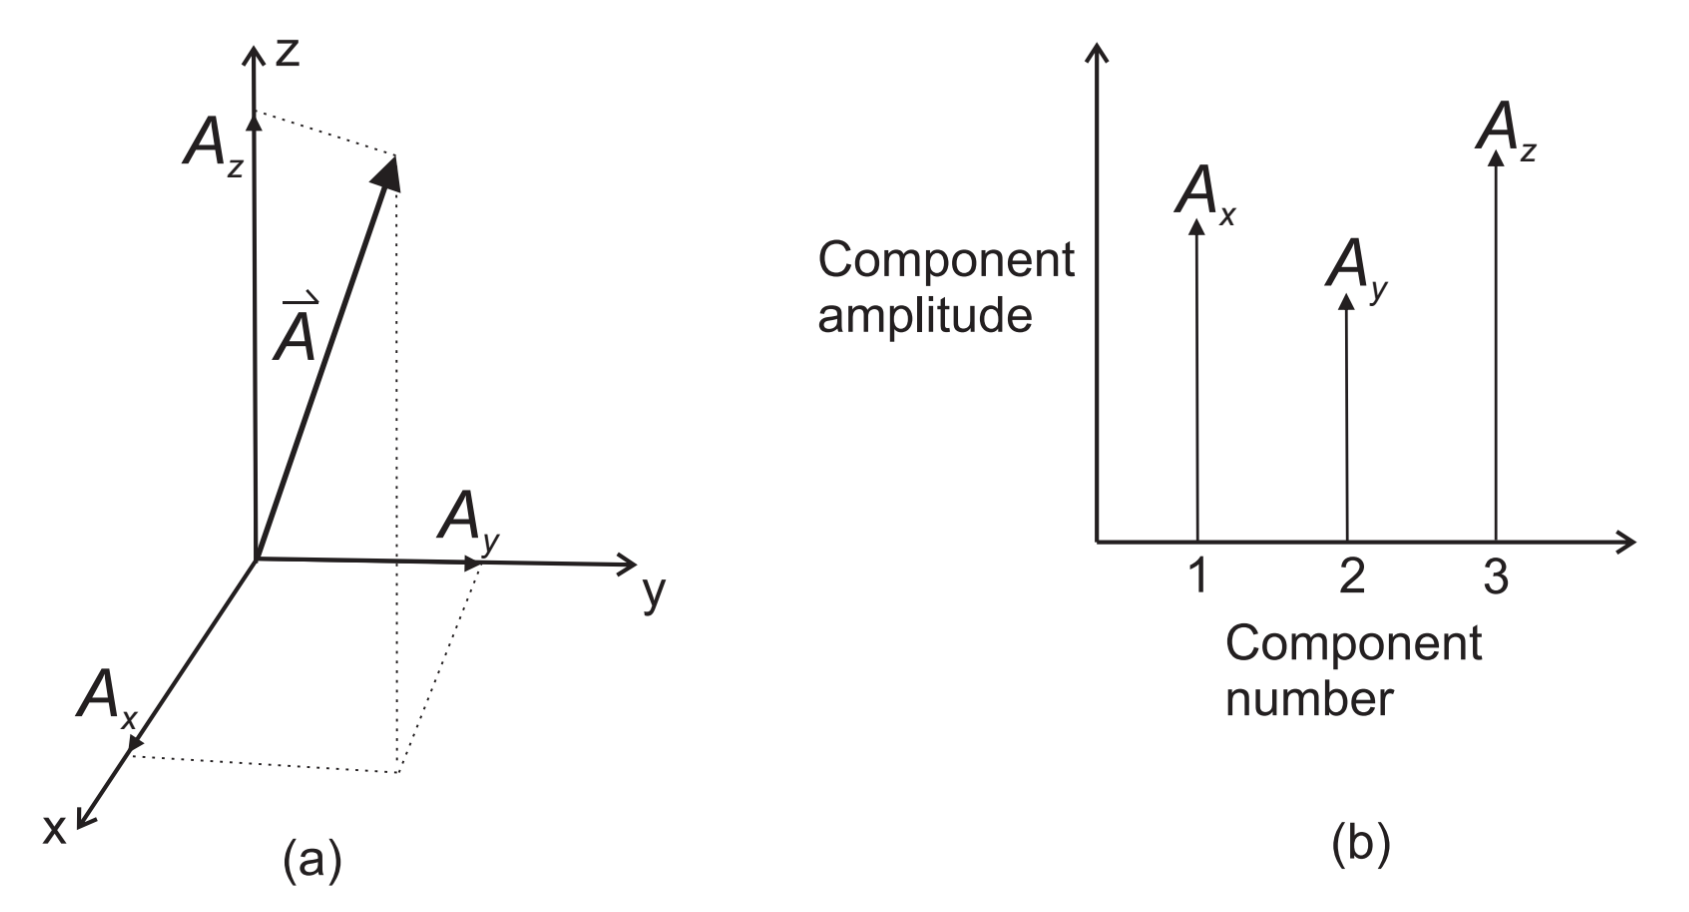 z
A_z
A⃗
A_y
y
A_x
x
(a)
A_z
A_x
A_y
Component
amplitude
1 2 3
Component
number
(b)